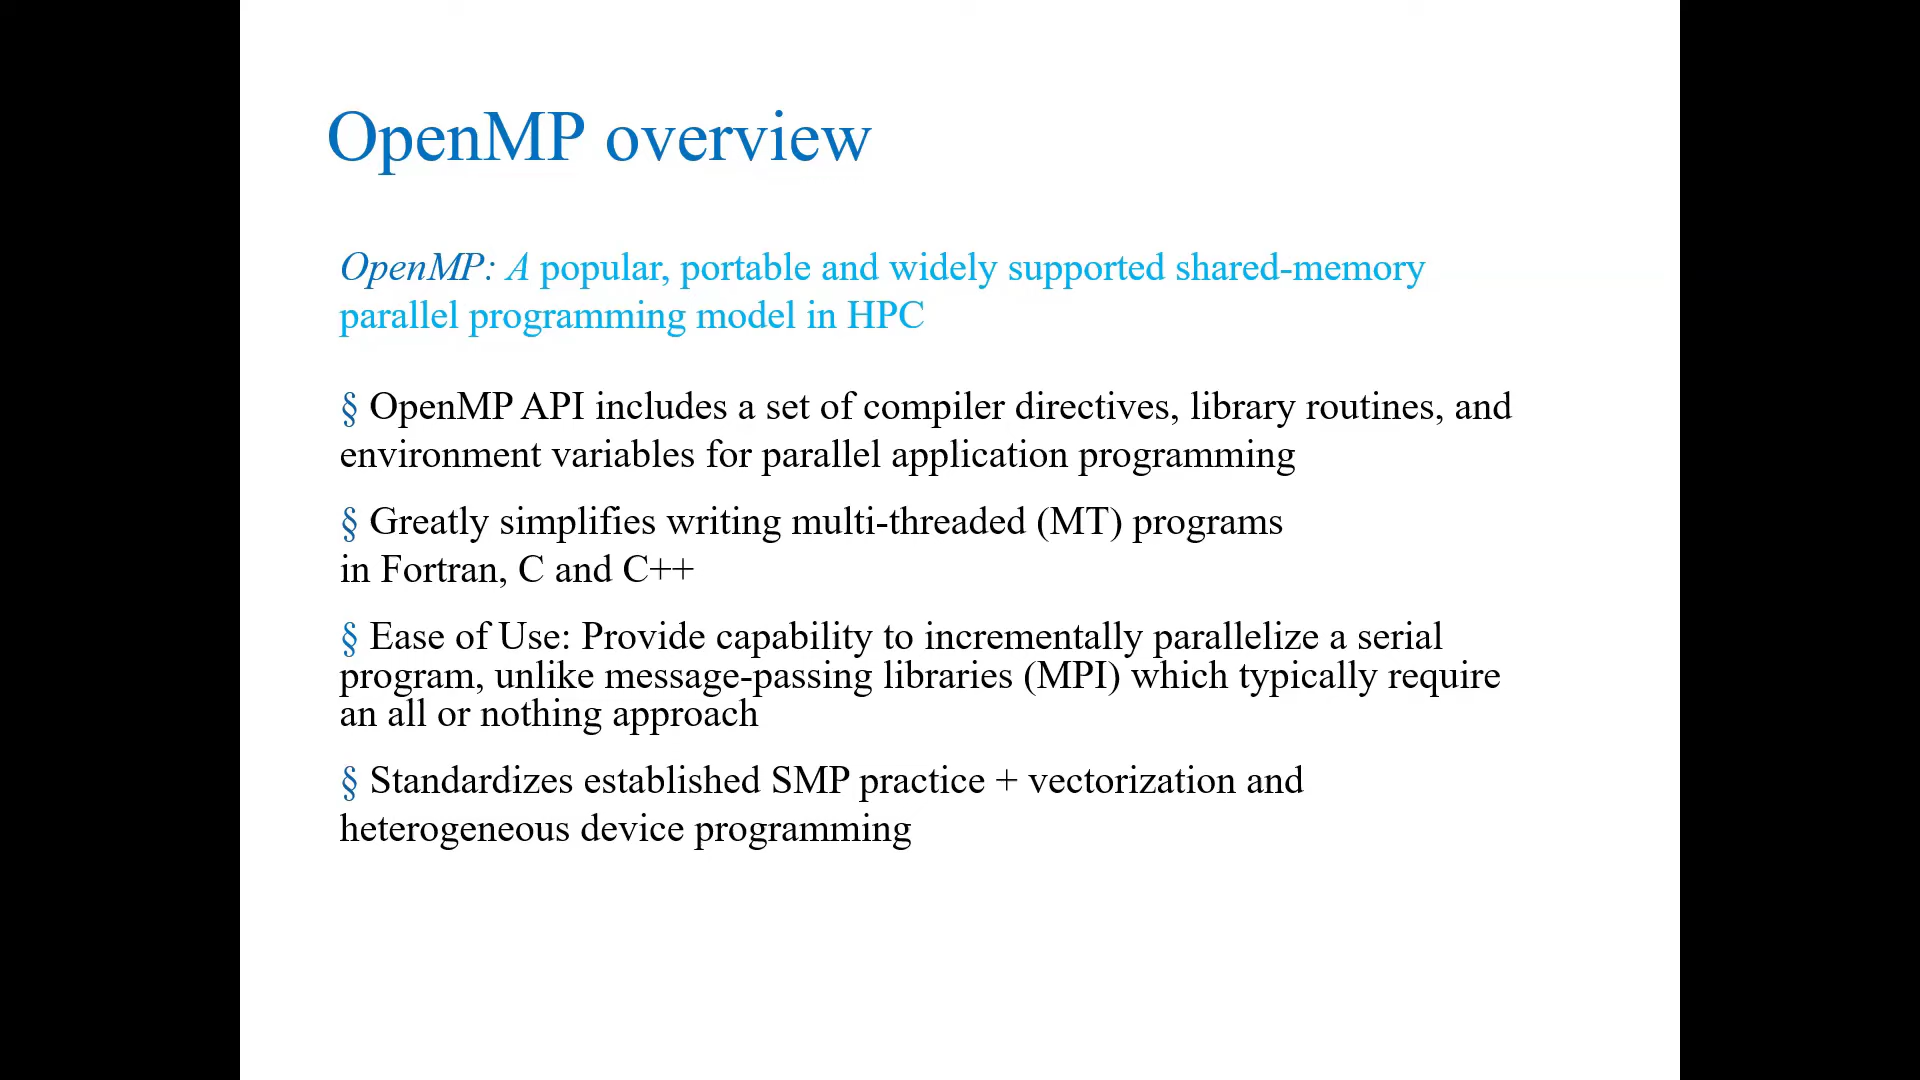 OpenMP overview
OpenMP: A popular, portable and widely supported shared-memory
parallel programming model in HPC
§ OpenMP API includes a set of compiler directives, library routines, and
environment variables for parallel application programming
§ Greatly simplifies writing multi-threaded (MT) programs
in Fortran, C and C++
§ Ease of Use: Provide capability to incrementally parallelize a serial
program, unlike message-passing libraries (MPI) which typically require
an all or nothing approach
§ Standardizes established SMP practice + vectorization and
heterogeneous device programming